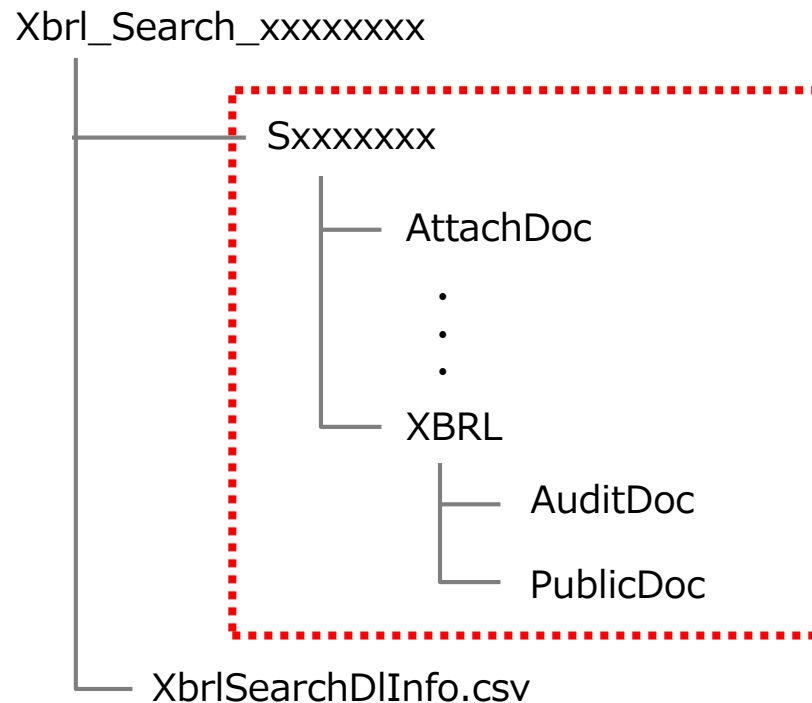 Xbrl_Search_xxxxxxxx
Sxxxxxxx
AttachDoc
XBRL
AuditDoc
PublicDoc
XbrlSearchDlInfo.csv